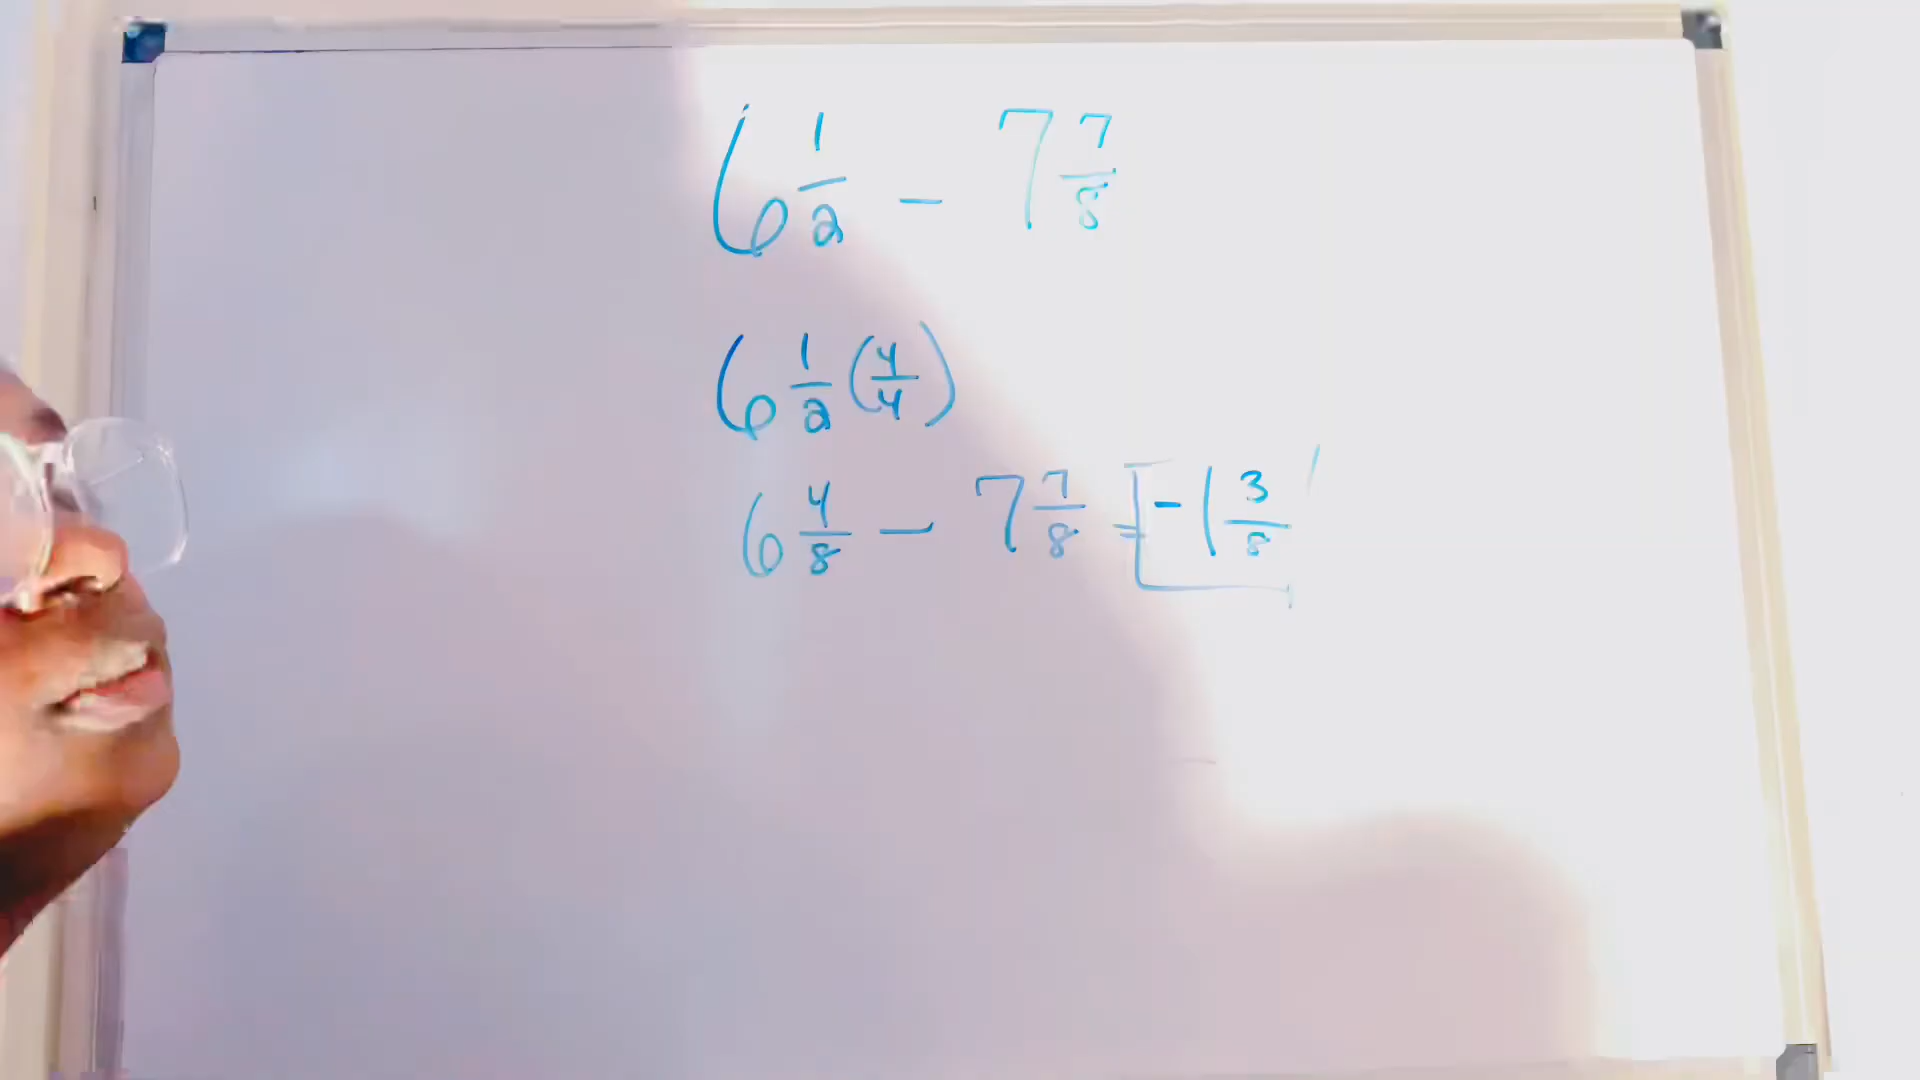 6 1/2 - 7 7/8
6 1/2 (4/4)
6 4/8 - 7 7/8 = -1 3/8